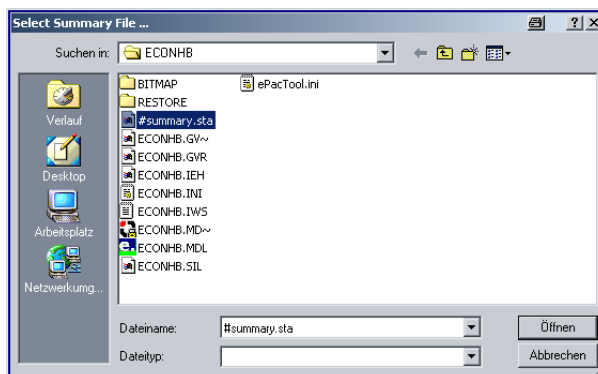 Select Summary File ...
Suchen in:
ECONHB
Verlauf
Desktop
Arbeitsplatz
Netzwerkumg...
BITMAP
RESTORE
#summary.sta
ECONHB.GV~
ECONHB.GVR
ECONHB.IEH
ECONHB.INI
ECONHB.IWS
ECONHB.MD~
ECONHB.MDL
ECONHB.SIL
ePacTool.ini
Dateiname:
#summary.sta
Öffnen
Dateityp:
Abbrechen